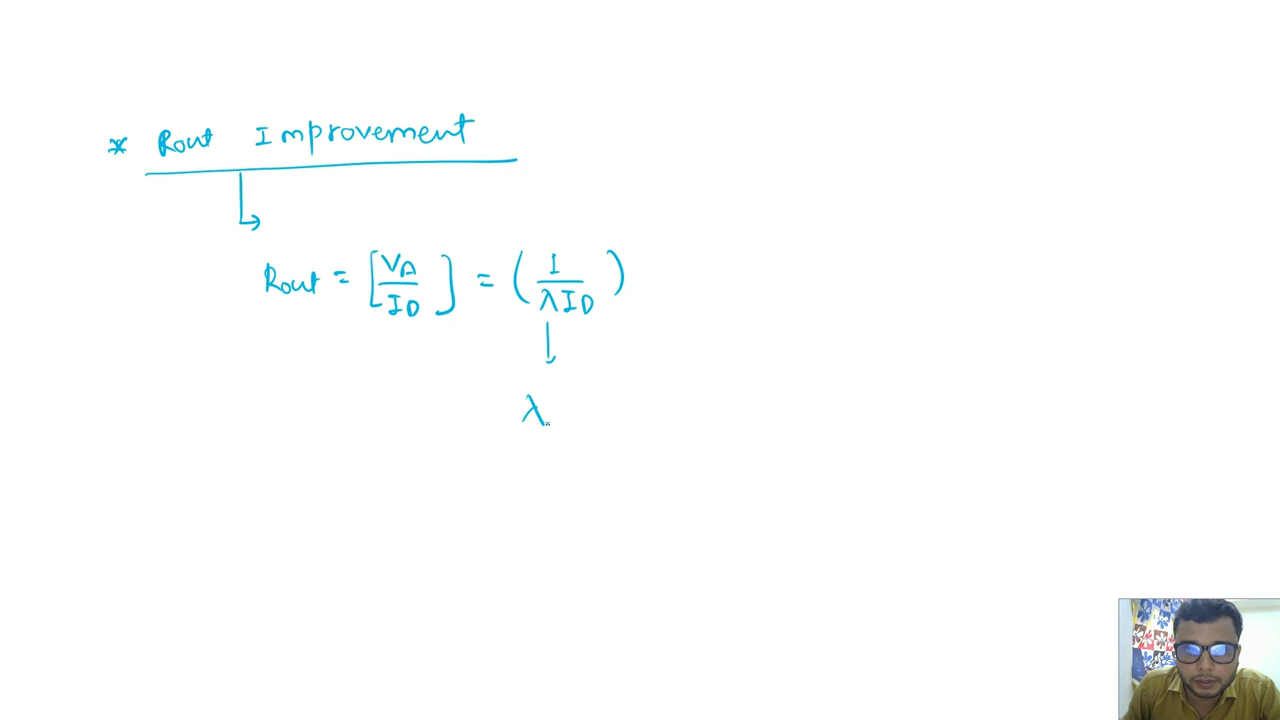 * Rout Improvement
Rout = [VA/ID] = (1/λID)
λ